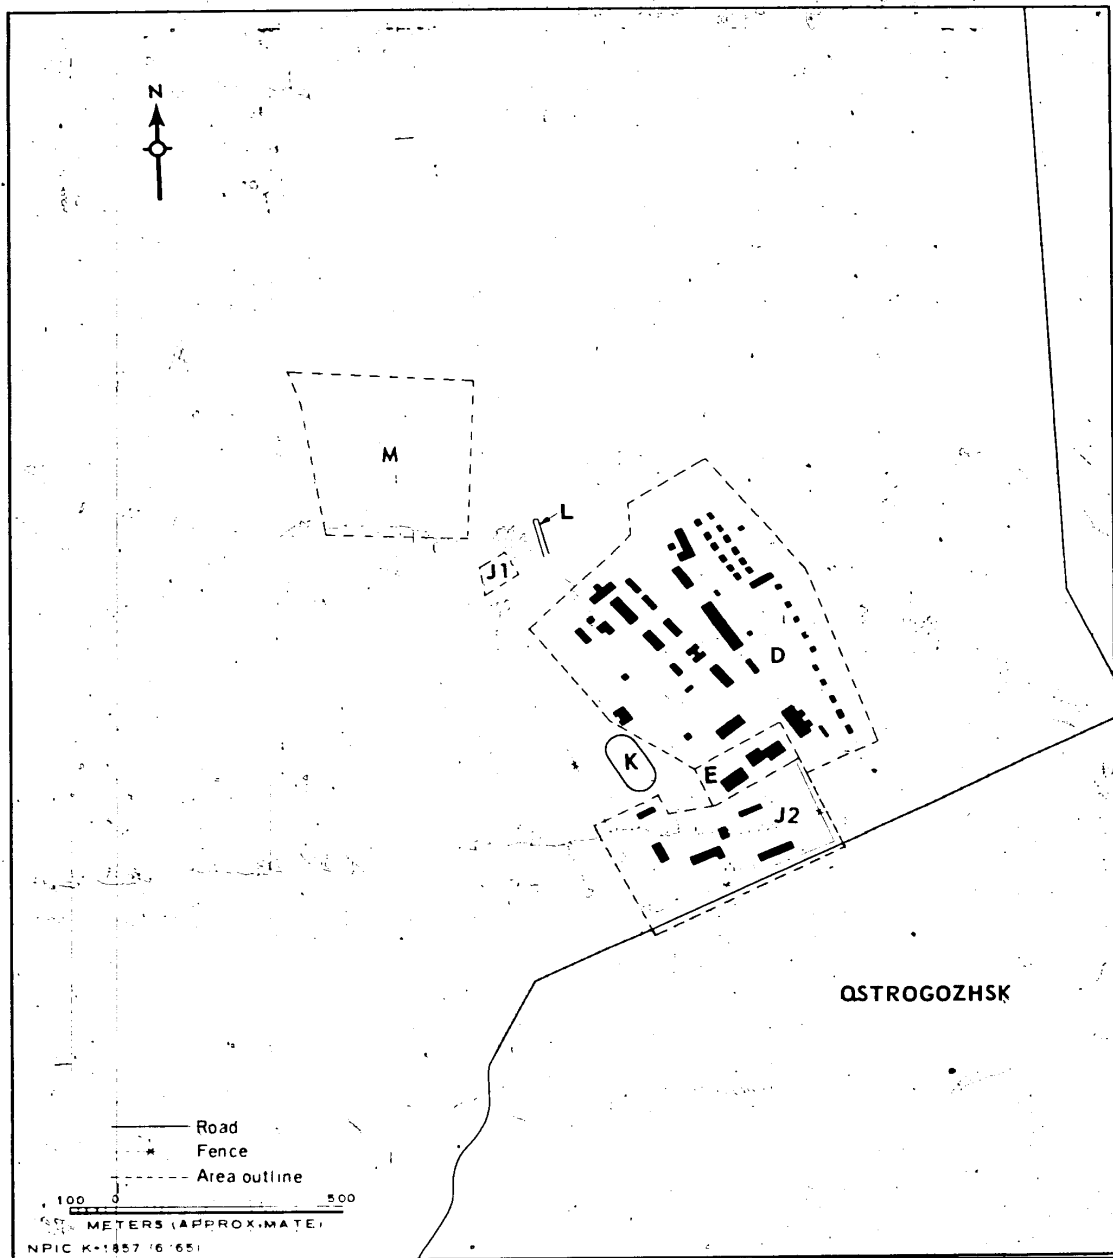 N
M
L
J1
D
K
E
J2
OSTROGOZHSK
Road
Fence
Area outline
100 0 500
METERS (APPROXIMATE)
NPIC K-1857 (6/65)